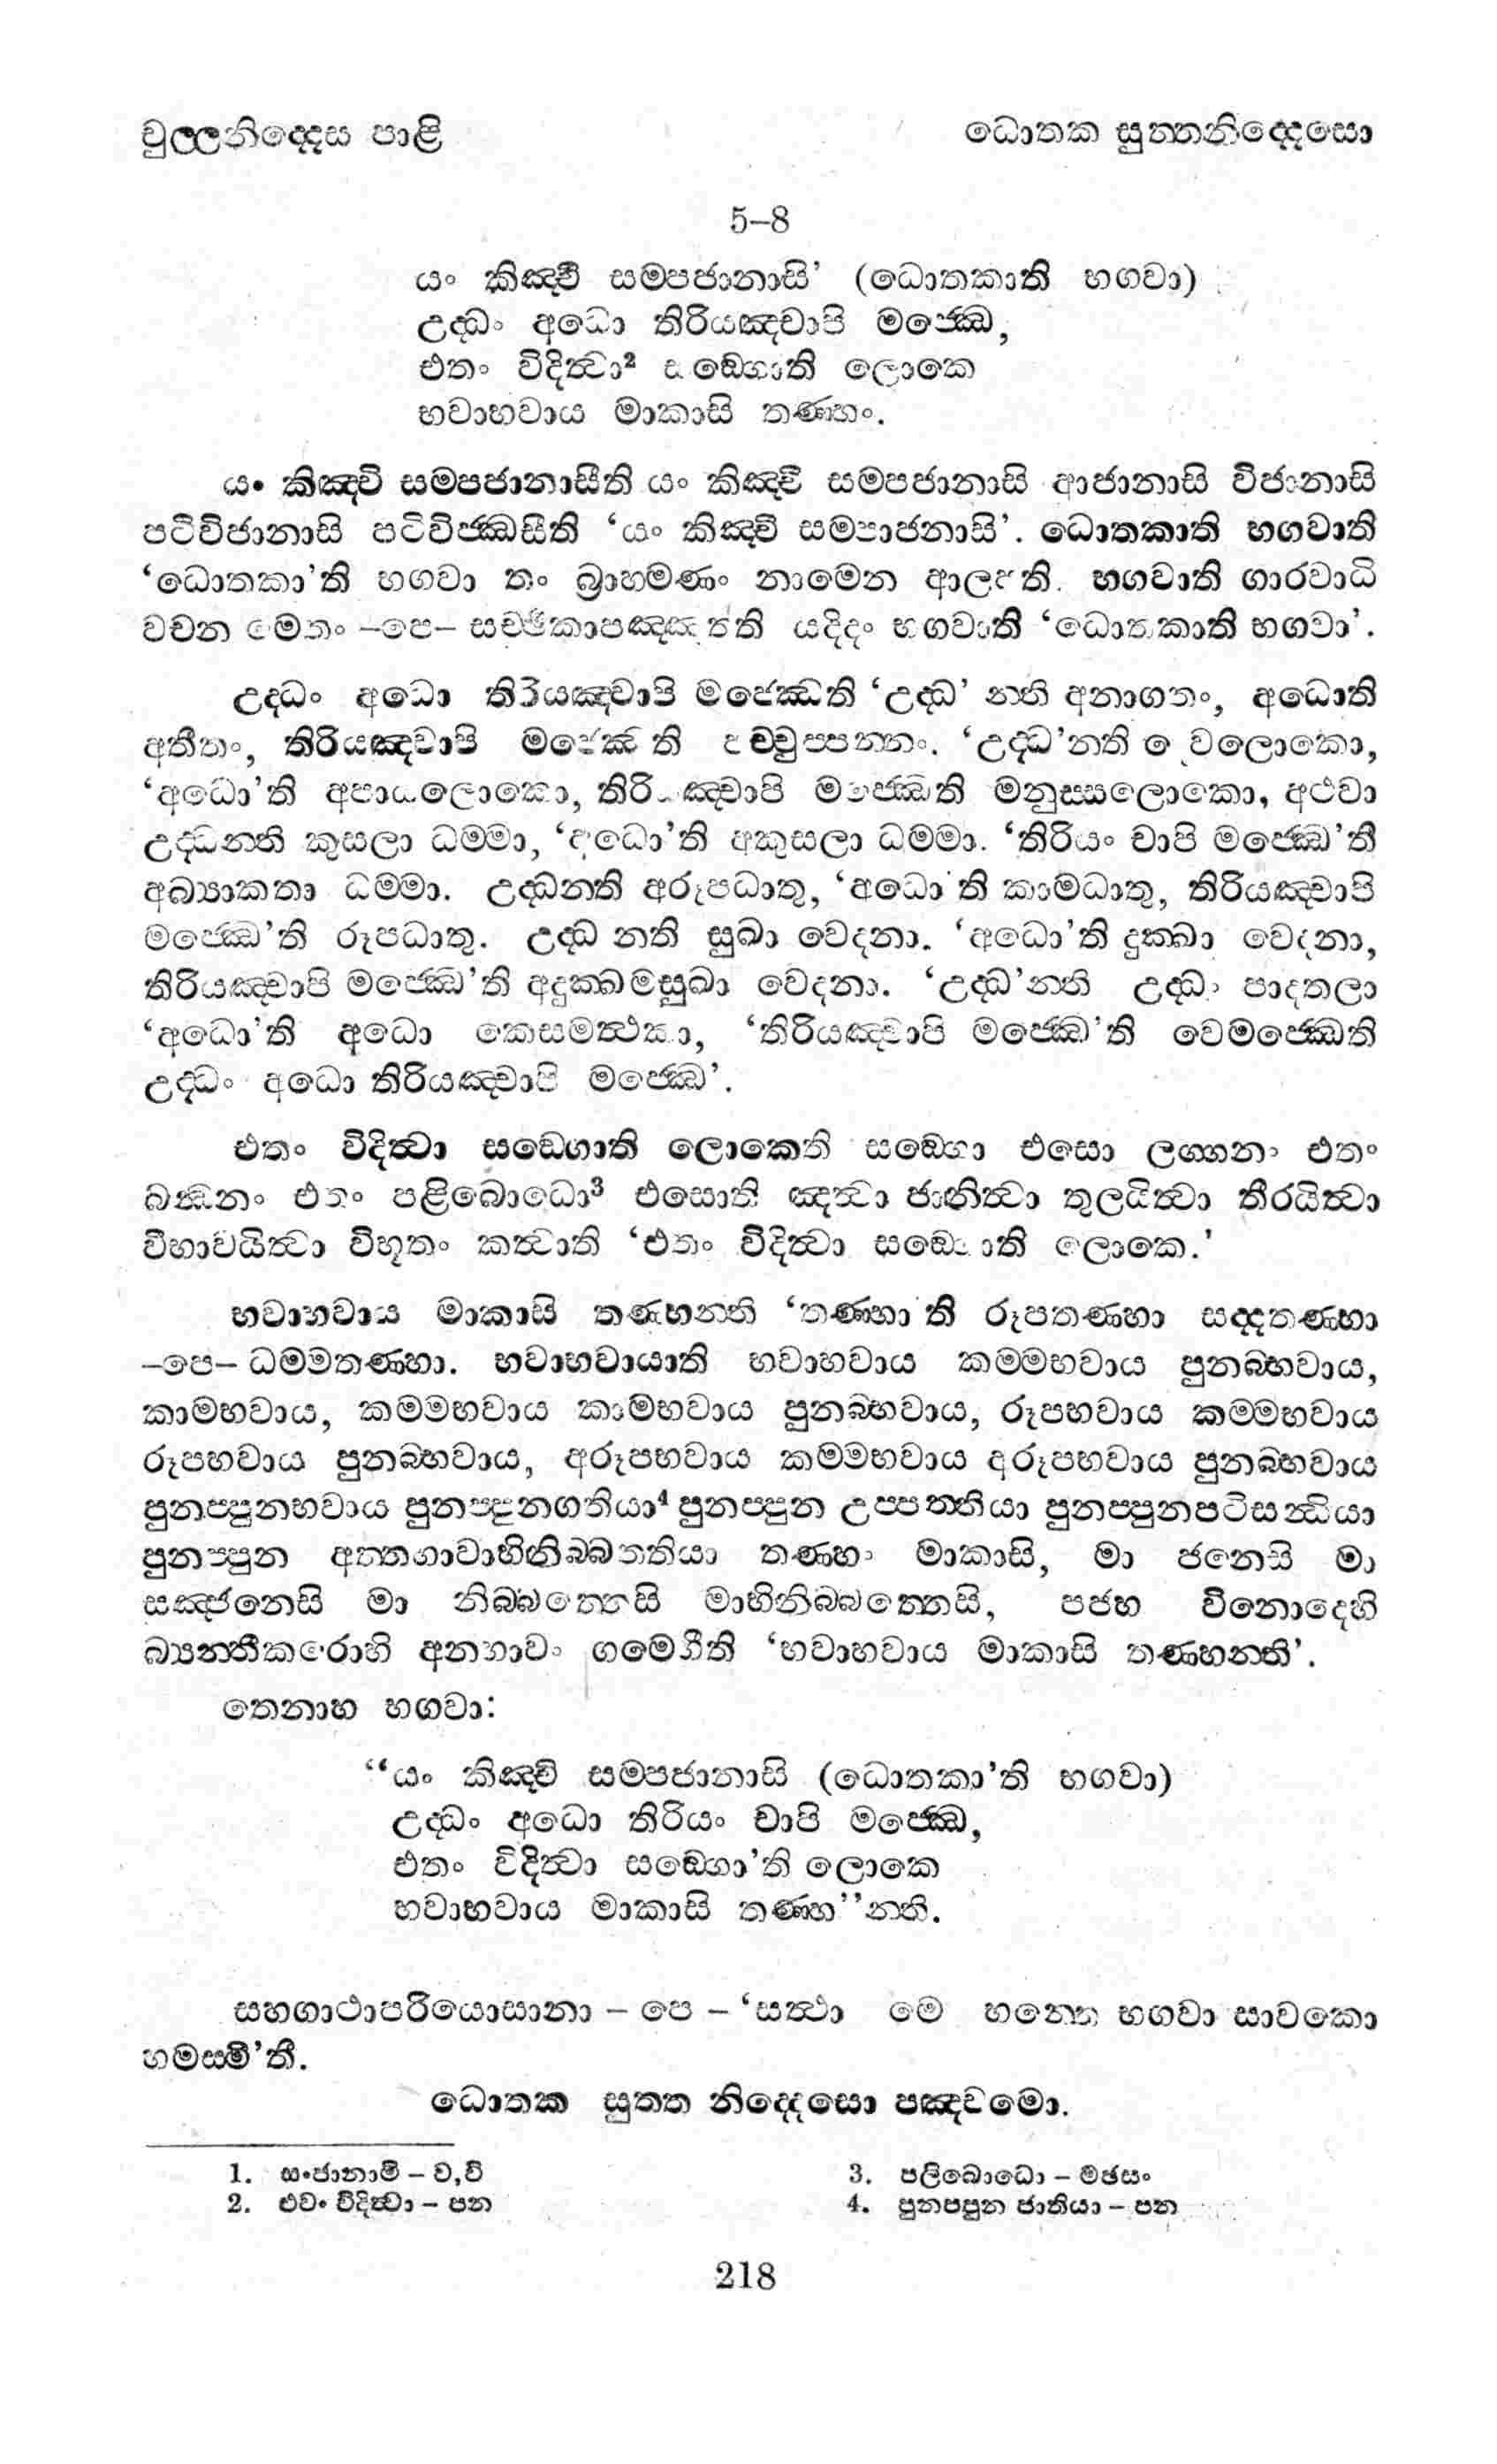 චුල්ලනිද්දෙස පාළි
ධොතක සුත්තනිද්දෙසො
5–8
යං කිඤ්චි සම්පජානාසි’ (ධොතකාති භගවා)
උද්ධං අධො තිරියඤ්චාපි මජ්ඣෙ,
එතං විදිත්වා² සඞ්ගොති ලොකෙ
භවාභවාය මාකාසි තණ්හං.
යං කිඤ්චි සම්පජානාසීති යං කිඤ්චි සම්පජානාසි ආජානාසි විජානාසි
පටිවිජානාසි පටිවිජ්ඣසීති ‘යං කිඤ්චි සම්පාජනාසි’. ධොතකාති භගවාති
‘ධොතකා’ති භගවා තං බ්‍රාහමණං නාමෙන ආලපති. භගවාති ගාරවාධි
වචන මෙතං –පෙ– සච්ඡිකාපඤ්ඤත්ති යදිදං භගවාති ‘ධොතකාති භගවා’.
උද්ධං අධො තිරියඤ්චාපි මජ්ඣෙති ‘උද්ධ’ න්ති අනාගතං, අධොති
අතීතං, තිරියඤ්චාපි මජ්ඣෙ ති පච්චුප්පන්නං. ‘උද්ධ’න්ති දෙවලොකො,
‘අධො’ති අපායලොකො, තිරියඤ්චාපි මජ්ඣෙති මනුස්සලොකො, අථවා
උද්ධන්ති කුසලා ධම්මා, ‘අධො’ති අකුසලා ධම්මා. ‘තිරියං චාපි මජ්ඣෙ’තී
අබ්‍යාකතා ධම්මා. උද්ධන්ති අරූපධාතු, ‘අධො’ති කාමධාතු, තිරියඤ්චාපි
මජ්ඣෙ’ති රූපධාතු. උද්ධ න්ති සුඛා වෙදනා. ‘අධො’ති දුක්ඛා වෙදනා,
තිරියඤ්චාපි මජ්ඣෙ’ති අදුක්ඛමසුඛා වෙදනා. ‘උද්ධ’න්ති උද්ධං පාදතලා
‘අධො’ති අධො කෙසමත්ථකා, ‘තිරියඤ්චාපි මජ්ඣෙ’ති වෙමජ්ඣෙති
උද්ධං අධො තිරියඤ්චාපි මජ්ඣෙ’.
එතං විදිත්වා සඞ්ගොති ලොකෙති සඞ්ගො එසො ලග්ගනං එතං
බන්ධනං එතං පළිබොධො³ එසොති ඤත්වා ජානිත්වා තුලයිත්වා තීරයිත්වා
විභාවයිත්වා විභූතං කත්වාති ‘එතං විදිත්වා සඞ්ගොති ලොකෙ.’
භවාභවාය මාකාසි තණ්හන්ති ‘තණ්හා’ති රූපතණ්හා සද්දතණ්හා
–පෙ– ධම්මතණ්හා. භවාභවායාති භවාභවාය කම්මභවාය පුනබ්භවාය,
කාමභවාය, කම්මභවාය කාමභවාය පුනබ්භවාය, රූපභවාය කම්මභවාය
රූපභවාය පුනබ්භවාය, අරූපභවාය කම්මභවාය අරූපභවාය පුනබ්භවාය
පුනප්පුනභවාය පුනප්පුනගතියා⁴ පුනප්පුන උප්පත්තියා පුනප්පුනපටිසන්ධියා
පුනප්පුන අත්තභාවාභිනිබ්බත්තියා තණ්හං මාකාසි, මා ජනෙසි මා
සඤ්ජනෙසි මා නිබ්බත්තෙසි මාභිනිබ්බත්තෙසි, පජහ විනොදෙහි
බ්‍යන්තීකරොහි අනභාවං ගමෙහීති ‘භවාභවාය මාකාසි තණ්හන්ති’.
තෙනාහ භගවා:
“යං කිඤ්චි සම්පජානාසි (ධොතකා’ති භගවා)
උද්ධං අධො තිරියං චාපි මජ්ඣෙ,
එතං විදිත්වා සඞ්ගො’ති ලොකෙ
භවාභවාය මාකාසි තණ්හ”න්ති.
සහගාථාපරියොසානා – පෙ – ‘සත්ථා මෙ භන්තෙ භගවා සාවකො
හමස්මී’තී.
ධොතක සුත්ත නිද්දෙසො පඤ්චමො.
1. සංජානාමි – ව,වි
2. එවං විදිත්වා – පන
3. පලිබොධො – මඡසං
4. පුනප්පුන ජාතියා – පන
218